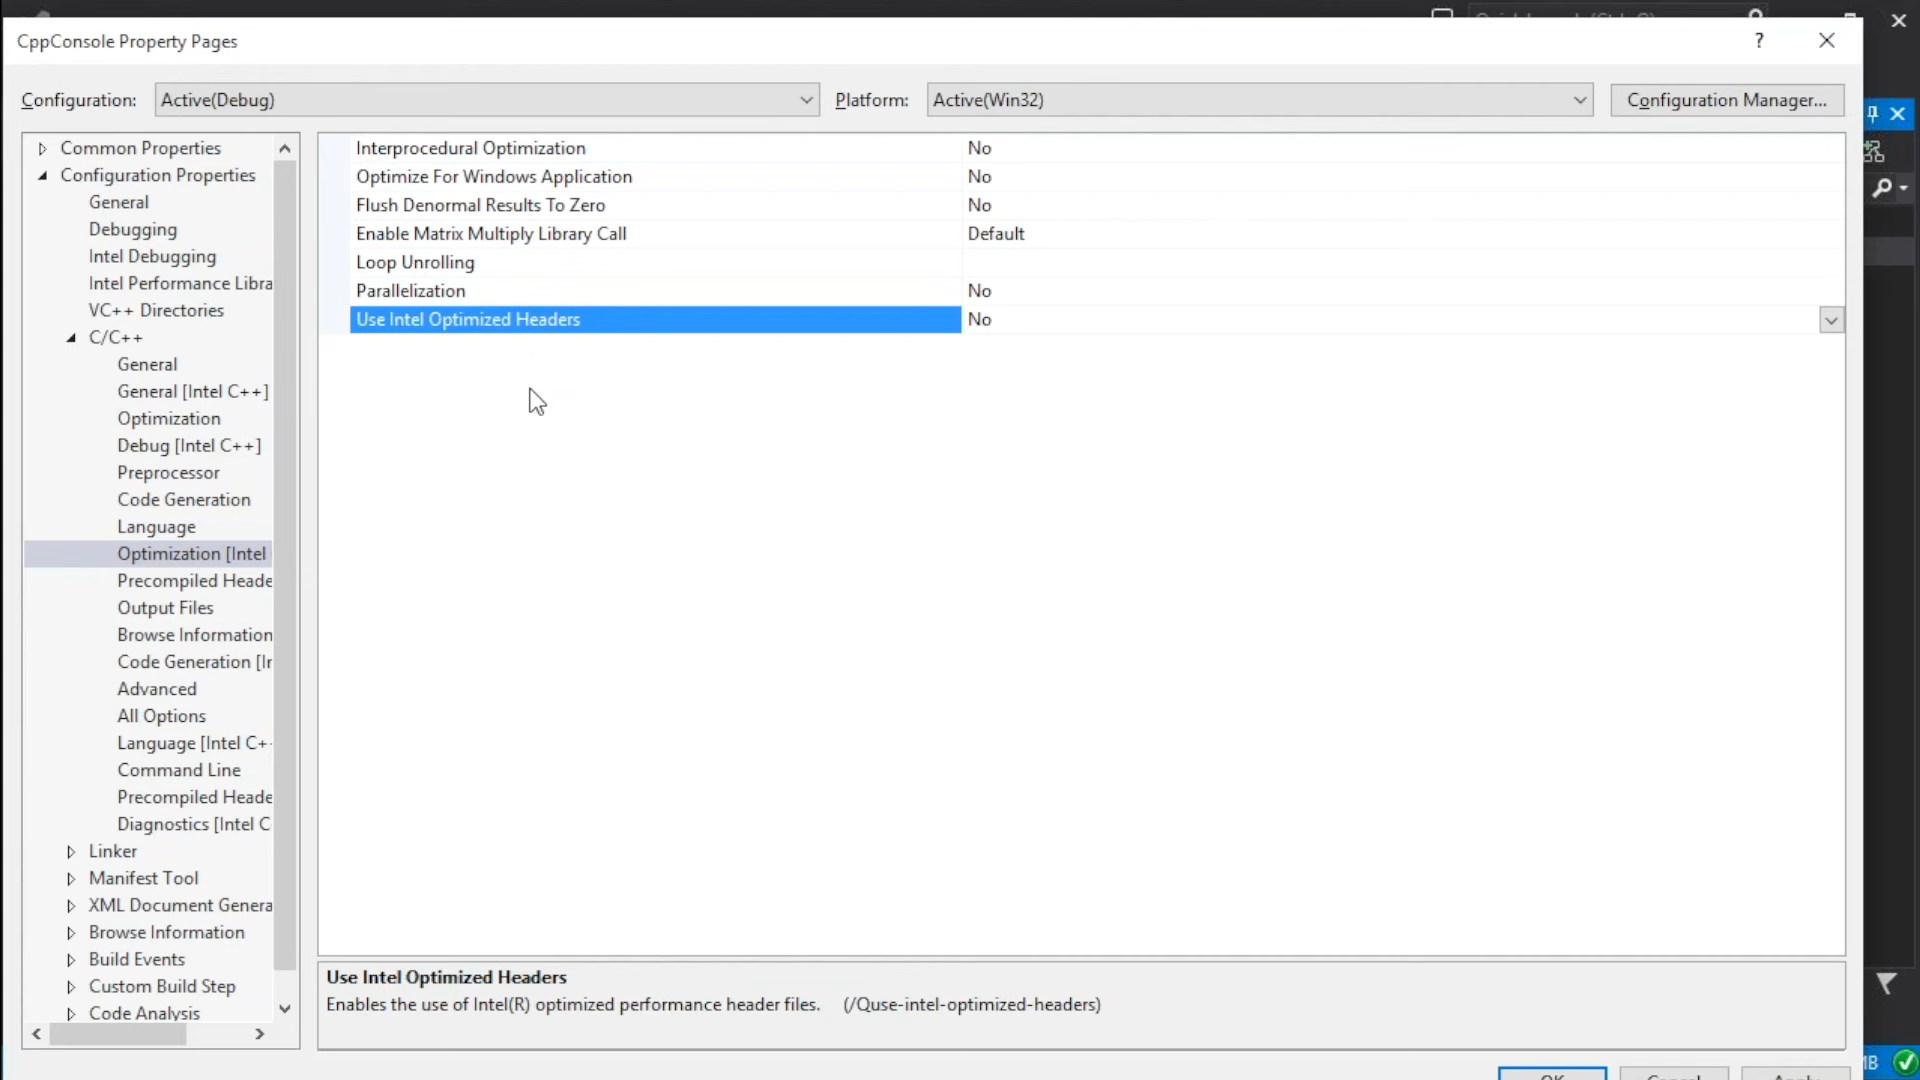 CppConsole Property Pages
?
Configuration: Active(Debug) Platform: Active(Win32) Configuration Manager...
Common Properties
Configuration Properties
General
Debugging
Intel Debugging
Intel Performance Libra
VC++ Directories
C/C++
General
General [Intel C++]
Optimization
Debug [Intel C++]
Preprocessor
Code Generation
Language
Optimization [Intel
Precompiled Heade
Output Files
Browse Information
Code Generation [Ir
Advanced
All Options
Language [Intel C+
Command Line
Precompiled Heade
Diagnostics [Intel C
Linker
Manifest Tool
XML Document Genera
Browse Information
Build Events
Custom Build Step
Code Analysis
Interprocedural Optimization No
Optimize For Windows Application No
Flush Denormal Results To Zero No
Enable Matrix Multiply Library Call Default
Loop Unrolling
Parallelization No
Use Intel Optimized Headers No
Use Intel Optimized Headers
Enables the use of Intel(R) optimized performance header files. (/Quse-intel-optimized-headers)
OK Cancel Apply
MB